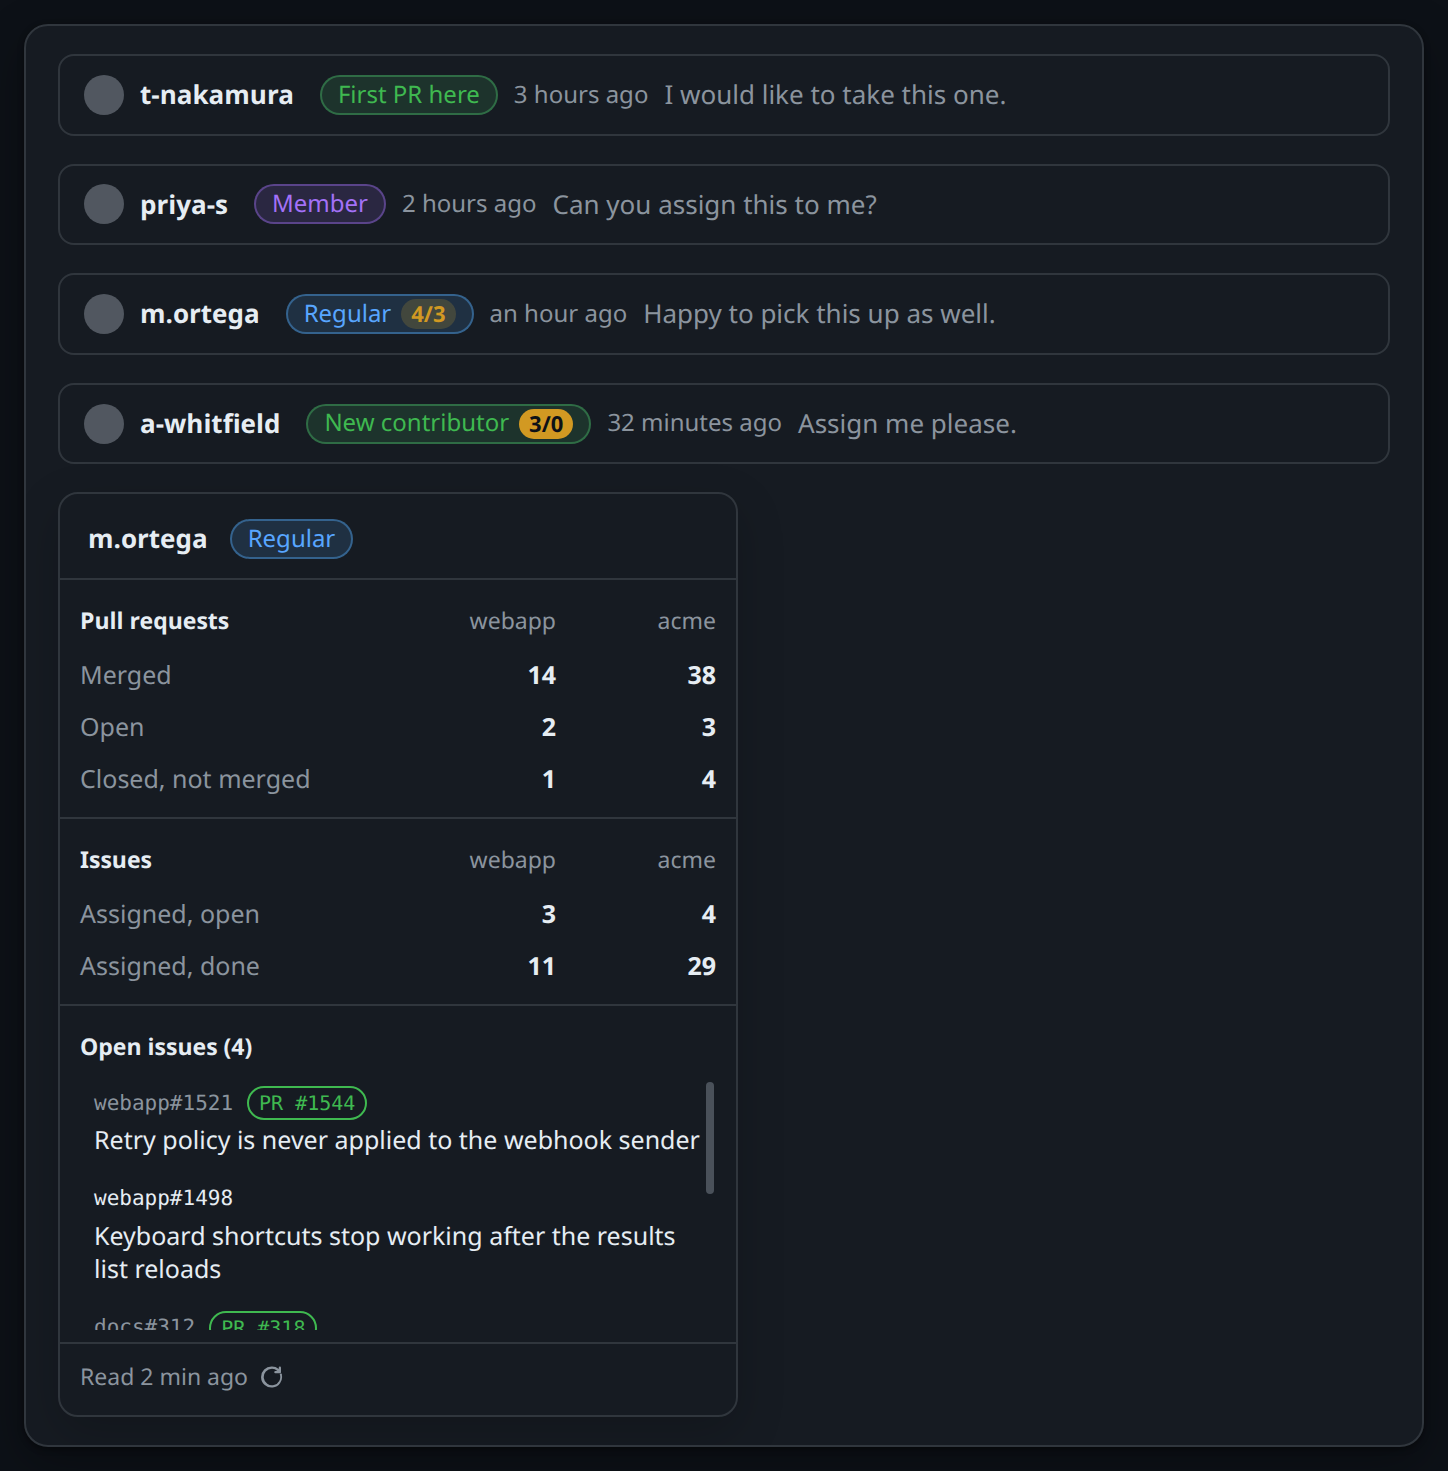 t-nakamura First PR here 3 hours ago I would like to take this one.
priya-s Member 2 hours ago Can you assign this to me?
m.ortega Regular 4/3 an hour ago Happy to pick this up as well.
a-whitfield New contributor 3/0 32 minutes ago Assign me please.
m.ortega Regular
Pull requests webapp acme
Merged 14 38
Open 2 3
Closed, not merged 1 4
Issues webapp acme
Assigned, open 3 4
Assigned, done 11 29
Open issues (4)
webapp#1521 PR #1544
Retry policy is never applied to the webhook sender
webapp#1498
Keyboard shortcuts stop working after the results
list reloads
docs#312 PR #318
Read 2 min ago